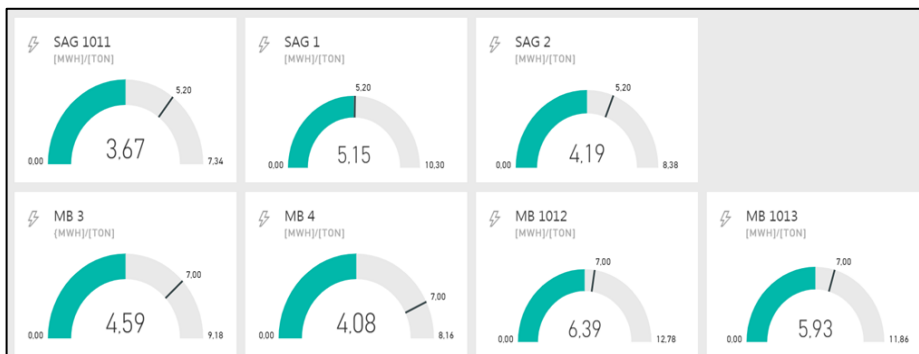 SAG 1011
[MWH]/[TON]
5,20
3,67
0,00
7,34
SAG 1
[MWH]/[TON]
5,20
5,15
0,00
10,30
SAG 2
[MWH]/[TON]
5,20
4,19
0,00
8,38
MB 3
(MWH)/[TON]
7,00
4,59
0,00
9,18
MB 4
[MWH]/[TON]
7,00
4,08
0,00
8,16
MB 1012
[MWH]/[TON]
7,00
6,39
0,00
12,78
MB 1013
[MWH]/[TON]
7,00
5,93
0,00
11,86